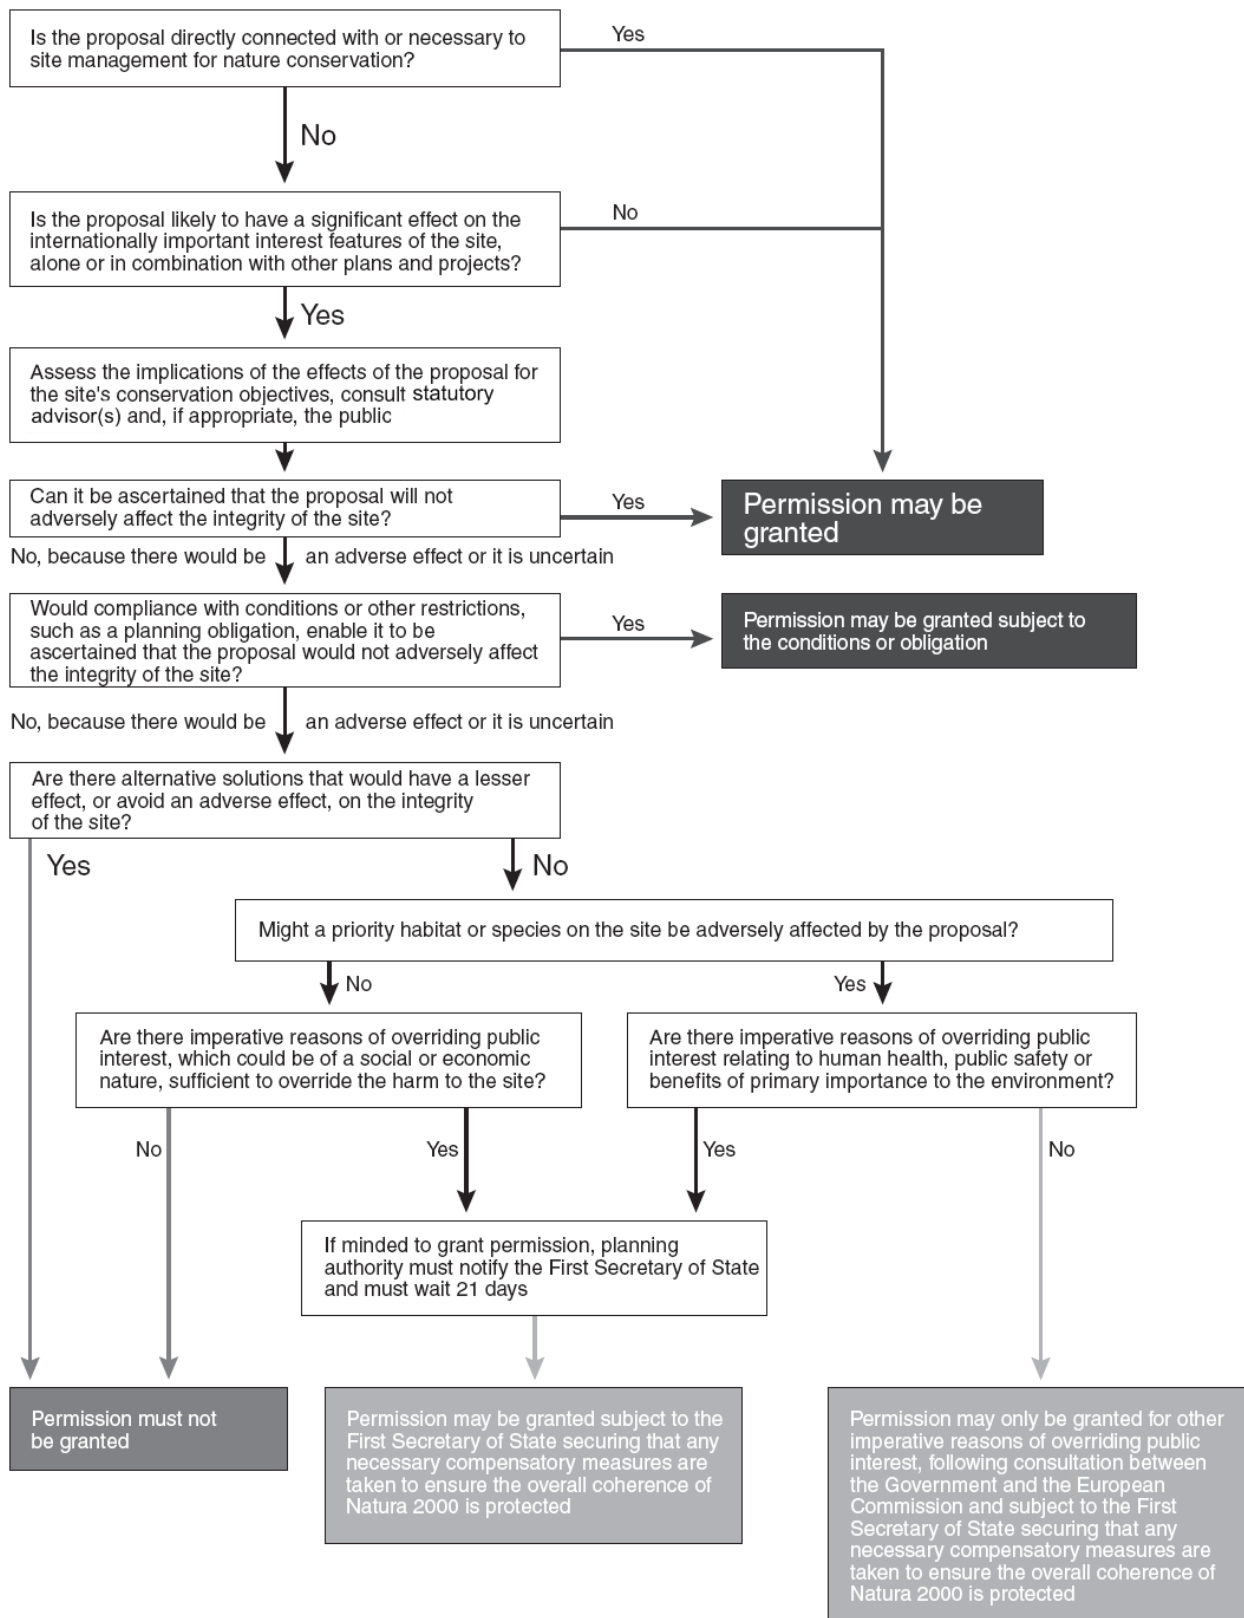 Is the proposal directly connected with or necessary to
site management for nature conservation?
Yes
No
Is the proposal likely to have a significant effect on the
internationally important interest features of the site,
alone or in combination with other plans and projects?
No
Yes
Assess the implications of the effects of the proposal for
the site's conservation objectives, consult statutory
advisor(s) and, if appropriate, the public
Can it be ascertained that the proposal will not
adversely affect the integrity of the site?
Yes
Permission may be
granted
No, because there would be an adverse effect or it is uncertain
Would compliance with conditions or other restrictions,
such as a planning obligation, enable it to be
ascertained that the proposal would not adversely affect
the integrity of the site?
Yes
Permission may be granted subject to
the conditions or obligation
No, because there would be an adverse effect or it is uncertain
Are there alternative solutions that would have a lesser
effect, or avoid an adverse effect, on the integrity
of the site?
Yes
No
Might a priority habitat or species on the site be adversely affected by the proposal?
No
Yes
Are there imperative reasons of overriding public
interest, which could be of a social or economic
nature, sufficient to override the harm to the site?
Are there imperative reasons of overriding public
interest relating to human health, public safety or
benefits of primary importance to the environment?
No
Yes
Yes
No
If minded to grant permission, planning
authority must notify the First Secretary of State
and must wait 21 days
Permission must not
be granted
Permission may be granted subject to the
First Secretary of State securing that any
necessary compensatory measures are
taken to ensure the overall coherence of
Natura 2000 is protected
Permission may only be granted for other
imperative reasons of overriding public
interest, following consultation between
the Government and the European
Commission and subject to the First
Secretary of State securing that any
necessary compensatory measures are
taken to ensure the overall coherence of
Natura 2000 is protected